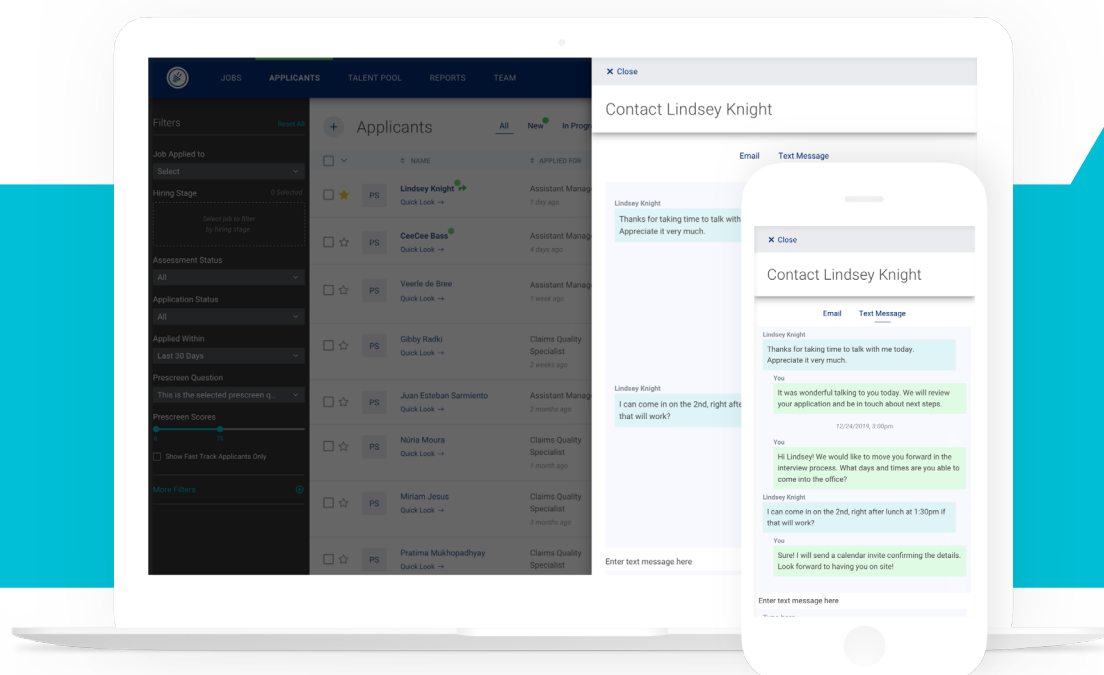 JOBS APPLICANTS TALENT POOL REPORTS TEAM
Filters Reset All
Job Applied to
Select
Hiring Stage 0 Selected
Select job to filter
by hiring stage
Assessment Status
All
Application Status
All
Applied Within
Last 30 Days
Prescreen Question
This is the selected prescreen q...
Prescreen Scores
Show Fast Track Applicants Only
More Filters
+ Applicants All New In Progr
NAME APPLIED FOR
PS Lindsey Knight Assistant Manag
Quick Look → 1 day ago
PS CeeCee Bass Assistant Manag
Quick Look → 4 days ago
PS Veerle de Bree Assistant Manag
Quick Look → 1 week ago
PS Gibby Radki Claims Quality
Quick Look → Specialist
2 weeks ago
PS Juan Esteban Sarmiento Assistant Manag
Quick Look → 2 months ago
PS Núria Moura Claims Quality
Quick Look → Specialist
1 month ago
PS Miriam Jesus Claims Quality
Quick Look → Specialist
2 months ago
PS Pratima Mukhopadhyay Claims Quality
Quick Look → Specialist
× Close
Contact Lindsey Knight
Email Text Message
Lindsey Knight
Thanks for taking time to talk with
Appreciate it very much.
Lindsey Knight
I can come in on the 2nd, right afte
that will work?
Enter text message here
× Close
Contact Lindsey Knight
Email Text Message
Lindsey Knight
Thanks for taking time to talk with me today.
Appreciate it very much.
You
It was wonderful talking to you today. We will review
your application and be in touch about next steps.
12/24/2019, 3:00pm
You
Hi Lindsey! We would like to move you forward in the
interview process. What days and times are you able to
come into the office?
Lindsey Knight
I can come in on the 2nd, right after lunch at 1:30pm if
that will work?
You
Sure! I will send a calendar invite confirming the details.
Look forward to having you on site!
Enter text message here